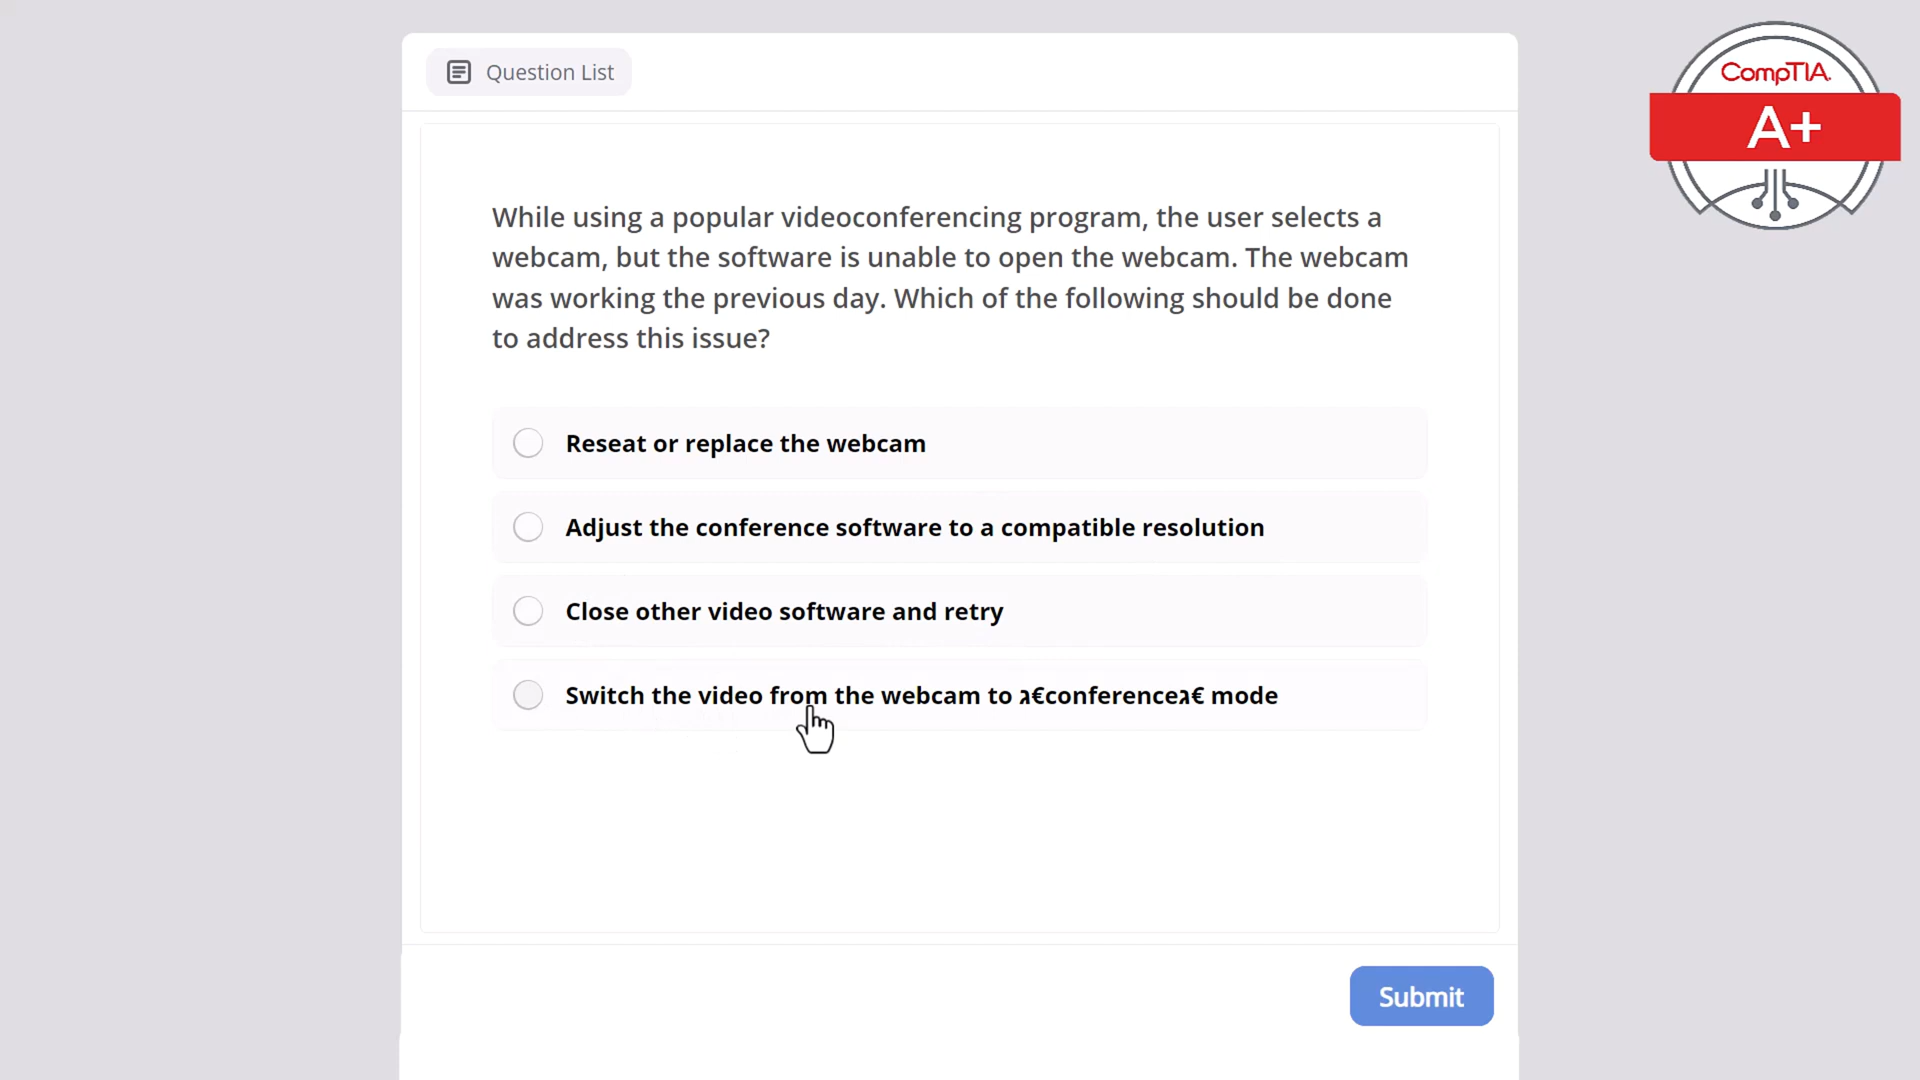 Question List
CompTIA.
A+
While using a popular videoconferencing program, the user selects a
webcam, but the software is unable to open the webcam. The webcam
was working the previous day. Which of the following should be done
to address this issue?
Reseat or replace the webcam
Adjust the conference software to a compatible resolution
Close other video software and retry
Switch the video from the webcam to ג€conferenceג€ mode
Submit